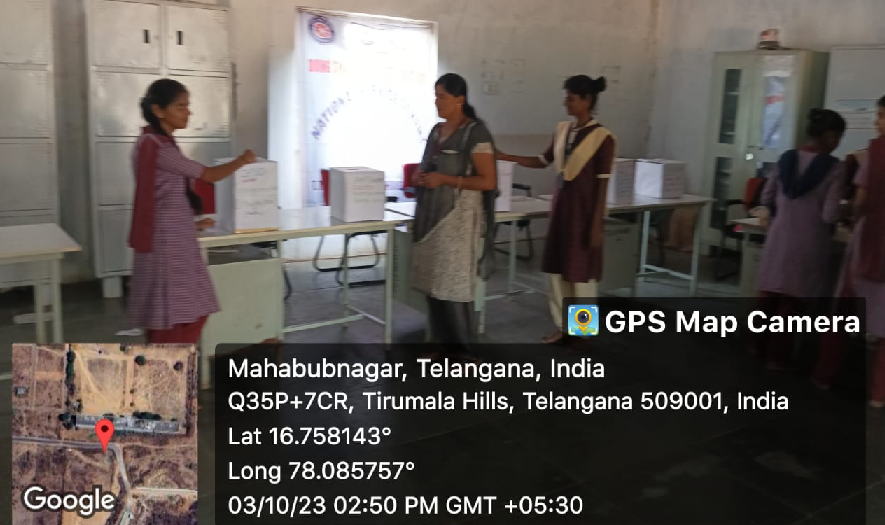 GPS Map Camera
Mahabubnagar, Telangana, India
Q35P+7CR, Tirumala Hills, Telangana 509001, India
Lat 16.758143°
Long 78.085757°
03/10/23 02:50 PM GMT +05:30
Google